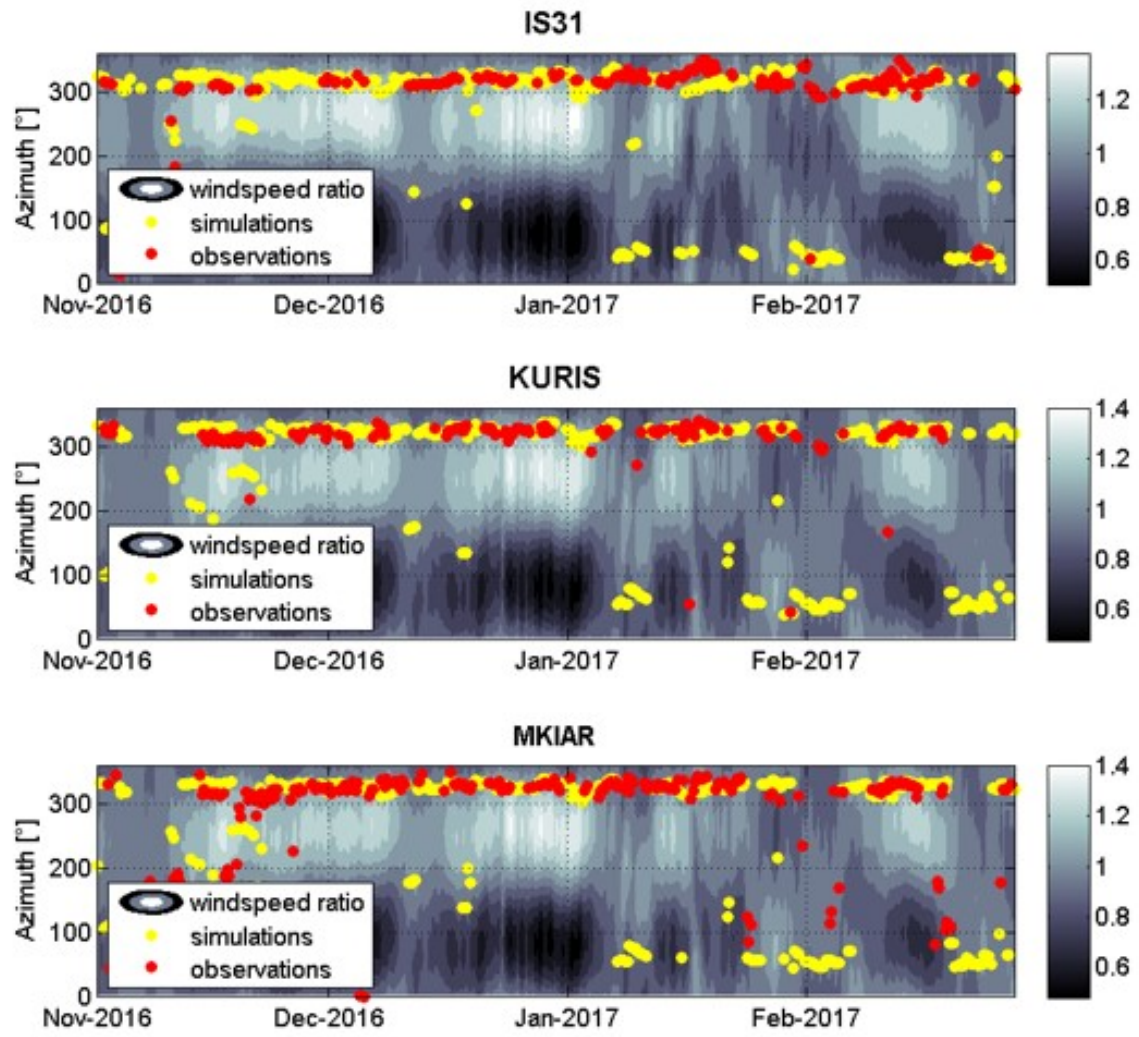 IS31
Azimuth [°]
300
200
100
0
windspeed ratio
simulations
observations
Nov-2016 Dec-2016 Jan-2017 Feb-2017
1.2
1
0.8
0.6
KURIS
Azimuth [°]
300
200
100
0
windspeed ratio
simulations
observations
Nov-2016 Dec-2016 Jan-2017 Feb-2017
1.4
1.2
1
0.8
0.6
MKIAR
Azimuth [°]
300
200
100
0
windspeed ratio
simulations
observations
Nov-2016 Dec-2016 Jan-2017 Feb-2017
1.4
1.2
1
0.8
0.6